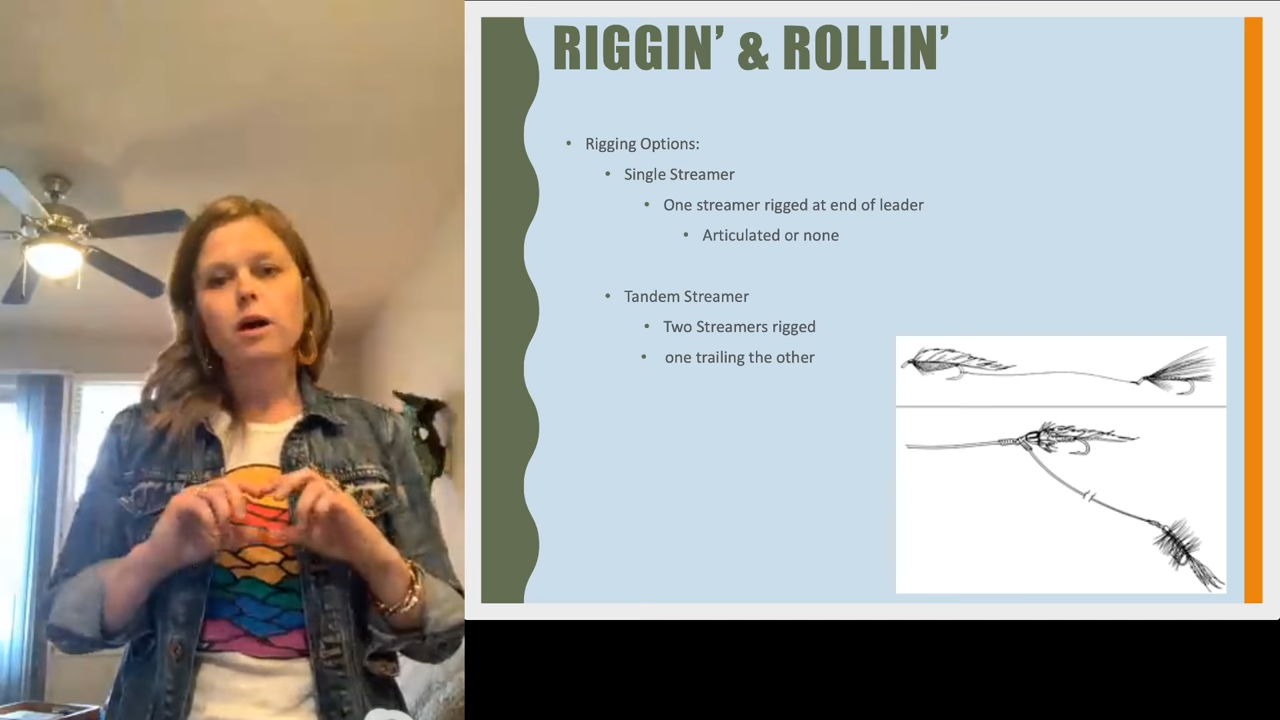 RIGGIN’ & ROLLIN’
• Rigging Options:
• Single Streamer
• One streamer rigged at end of leader
• Articulated or none
• Tandem Streamer
• Two Streamers rigged
• one trailing the other